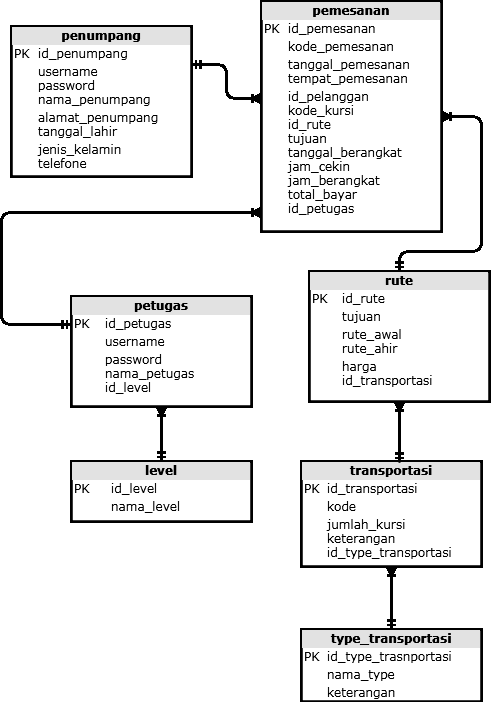 penumpang
PK id_penumpang
username
password
nama_penumpang
alamat_penumpang
tanggal_lahir
jenis_kelamin
telefone
pemesanan
PK id_pemesanan
kode_pemesanan
tanggal_pemesanan
tempat_pemesanan
id_pelanggan
kode_kursi
id_rute
tujuan
tanggal_berangkat
jam_cekin
jam_berangkat
total_bayar
id_petugas
petugas
PK id_petugas
username
password
nama_petugas
id_level
rute
PK id_rute
tujuan
rute_awal
rute_ahir
harga
id_transportasi
level
PK id_level
nama_level
transportasi
PK id_transportasi
kode
jumlah_kursi
keterangan
id_type_transportasi
type_transportasi
PK id_type_trasnportasi
nama_type
keterangan